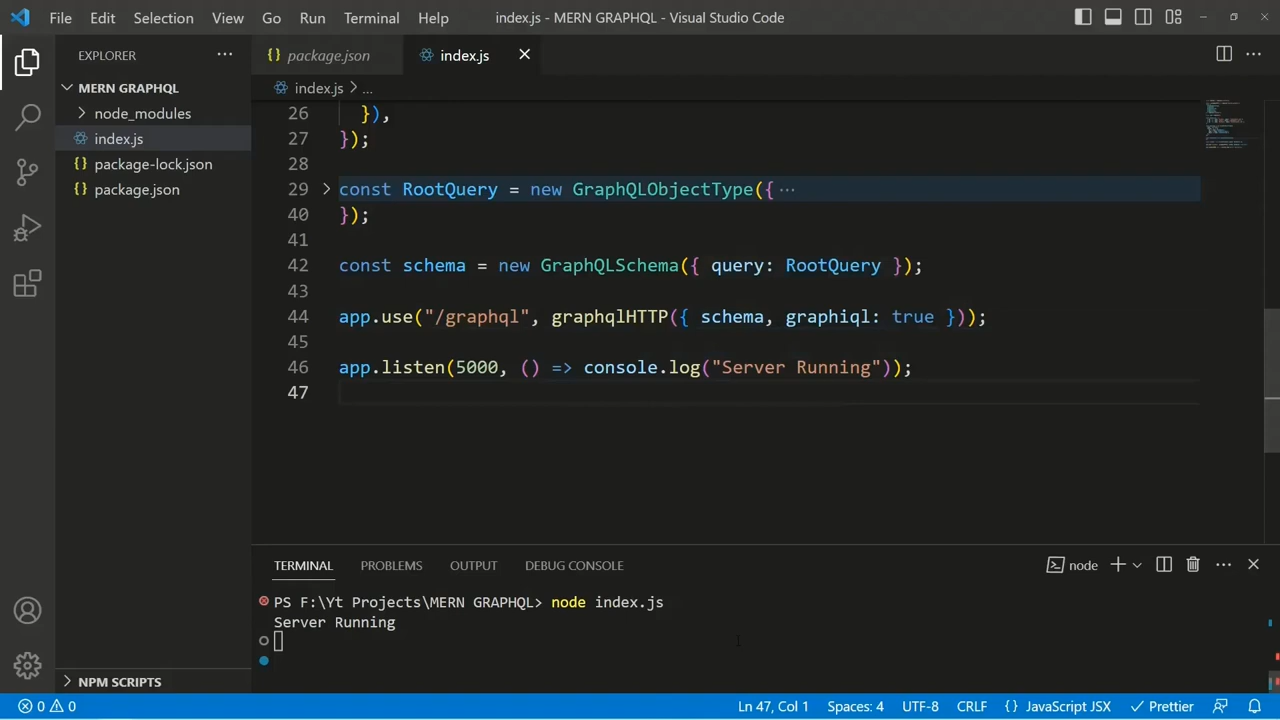 File Edit Selection View Go Run Terminal Help index.js - MERN GRAPHQL - Visual Studio Code
EXPLORER ···
{} package.json index.js
MERN GRAPHQL
index.js > ...
node_modules
index.js
{} package-lock.json
{} package.json
26 }),
27 });
28
29 const RootQuery = new GraphQLObjectType({ ···
40 });
41
42 const schema = new GraphQLSchema({ query: RootQuery });
43
44 app.use("/graphql", graphqlHTTP({ schema, graphiql: true }));
45
46 app.listen(5000, () => console.log("Server Running"));
47
TERMINAL PROBLEMS OUTPUT DEBUG CONSOLE node
PS F:\Yt Projects\MERN GRAPHQL> node index.js
Server Running
NPM SCRIPTS
0 0 Ln 47, Col 1 Spaces: 4 UTF-8 CRLF {} JavaScript JSX Prettier